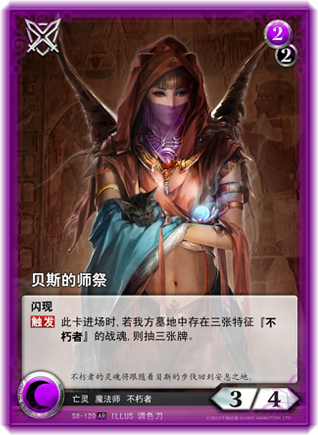 2
2
贝斯的师祭
闪现
触发 此卡进场时,若我方墓地中存在三张特征『不
朽者』的战魂,则抽三张牌。
不朽者的灵魂将跟随着贝斯的步伐回到安息之地。
亡灵 魔法师 不朽者
3/4
S8-120 AR ILLUS 调色刀